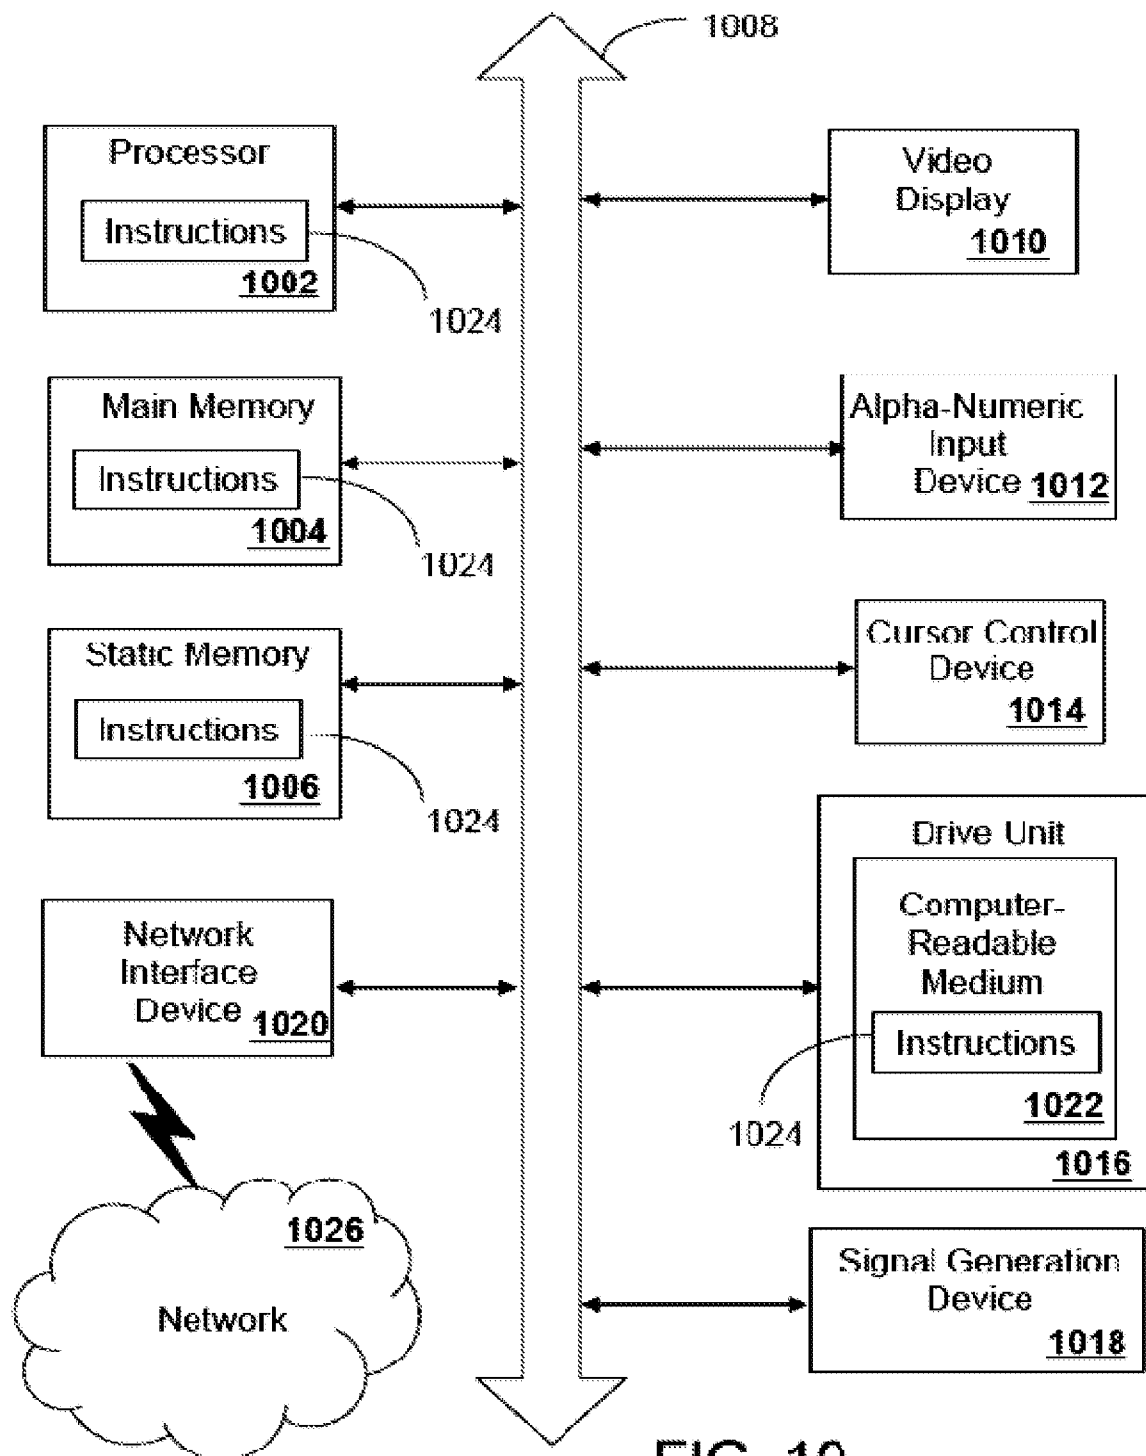 1008
Processor
Instructions
1002
1024
Main Memory
Instructions
1004
1024
Static Memory
Instructions
1006
1024
Network
Interface
Device
1020
1026
Network
Video
Display
1010
Alpha-Numeric
Input
Device 1012
Cursor Control
Device
1014
Drive Unit
Computer-
Readable
Medium
Instructions
1022
1024
1016
Signal Generation
Device
1018